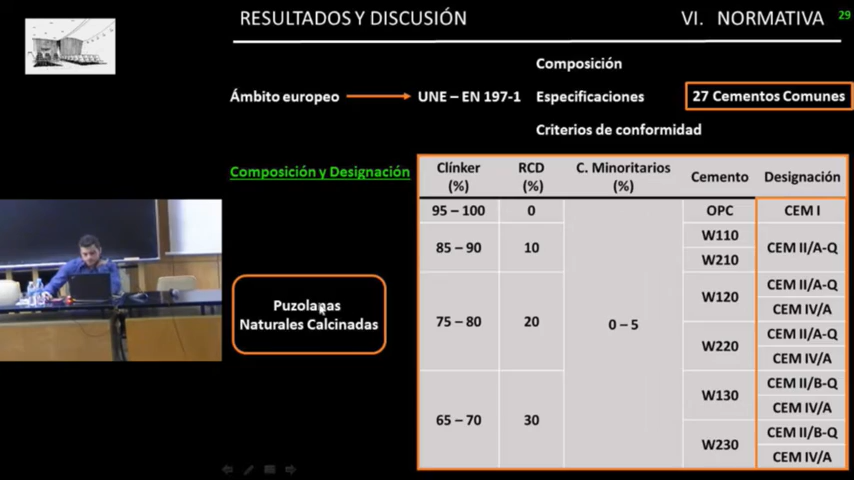 RESULTADOS Y DISCUSIÓN
VI. NORMATIVA
29
Composición
Ámbito europeo
UNE – EN 197-1
Especificaciones
27 Cementos Comunes
Criterios de conformidad
Composición y Designación
Clínker (%)
RCD (%)
C. Minoritarios (%)
Cemento
Designación
95 – 100
0
OPC
CEM I
85 – 90
10
W110
W210
CEM II/A-Q
75 – 80
20
0 – 5
W120
CEM II/A-Q
CEM IV/A
W220
CEM II/A-Q
CEM IV/A
65 – 70
30
W130
CEM II/B-Q
CEM IV/A
W230
CEM II/B-Q
CEM IV/A
Puzolanas
Naturales Calcinadas